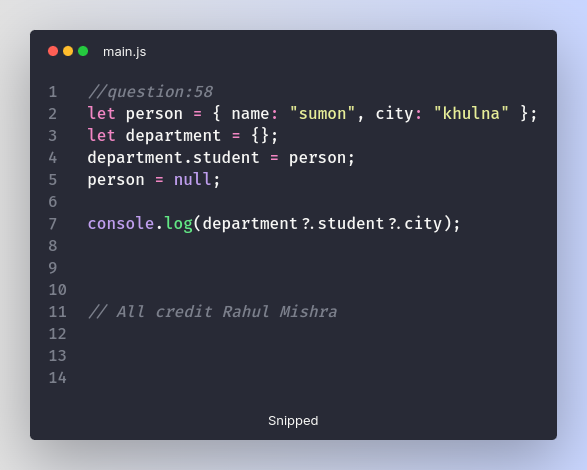 main.js
1 //question:58
2 let person = { name: "sumon", city: "khulna" };
3 let department = {};
4 department.student = person;
5 person = null;
6
7 console.log(department?.student?.city);
8
9
10
11 // All credit Rahul Mishra
12
13
14
Snipped